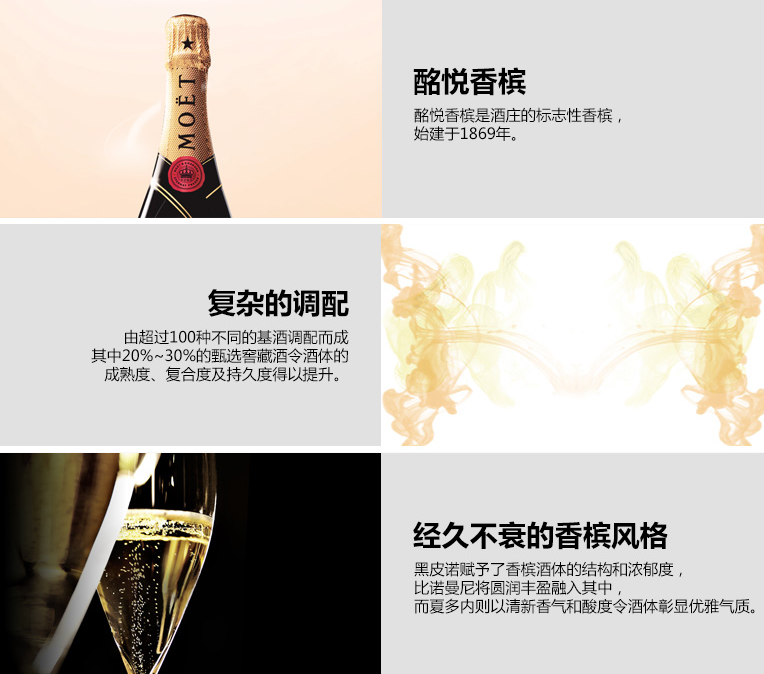 MOËT
酩悦香槟
酩悦香槟是酒庄的标志性香槟，
始建于1869年。
复杂的调配
由超过100种不同的基酒调配而成
其中20%~30%的甄选窖藏酒令酒体的
成熟度、复合度及持久度得以提升。
经久不衰的香槟风格
黑皮诺赋予了香槟酒体的结构和浓郁度，
比诺曼尼将圆润丰盈融入其中，
而夏多内则以清新香气和酸度令酒体彰显优雅气质。